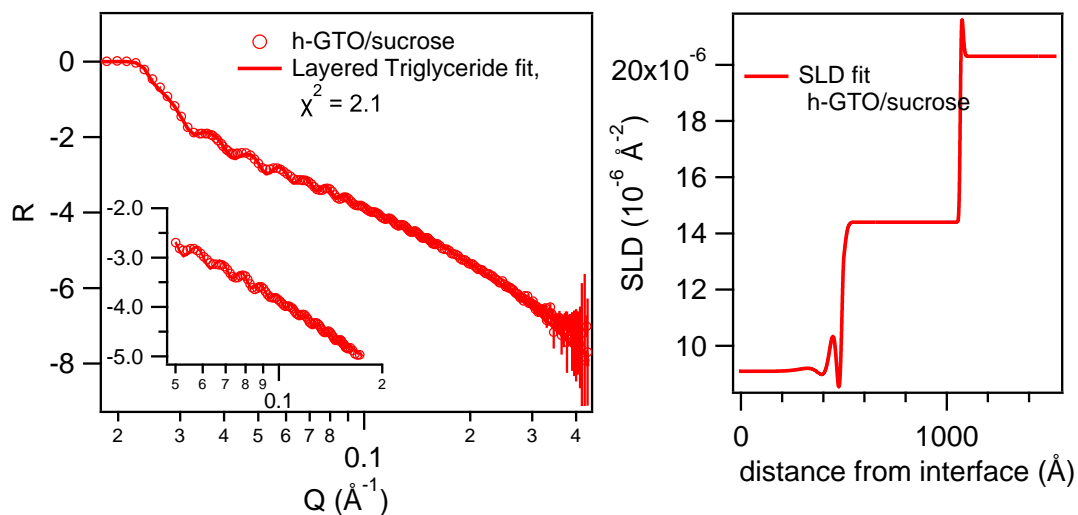 h-GTO/sucrose
Layered Triglyceride fit,
χ² = 2.1
0
-2
-4
-6
-8
R
-2.0
-3.0
-4.0
-5.0
5 6 7 8 9 2
0.1
2 3 4 5 6 7 8 2 3 4
0.1
Q (Å⁻¹)
SLD fit
h-GTO/sucrose
20x10⁻⁶
18
16
14
12
10
SLD (10⁻⁶ Å⁻²)
0 1000
distance from interface (Å)